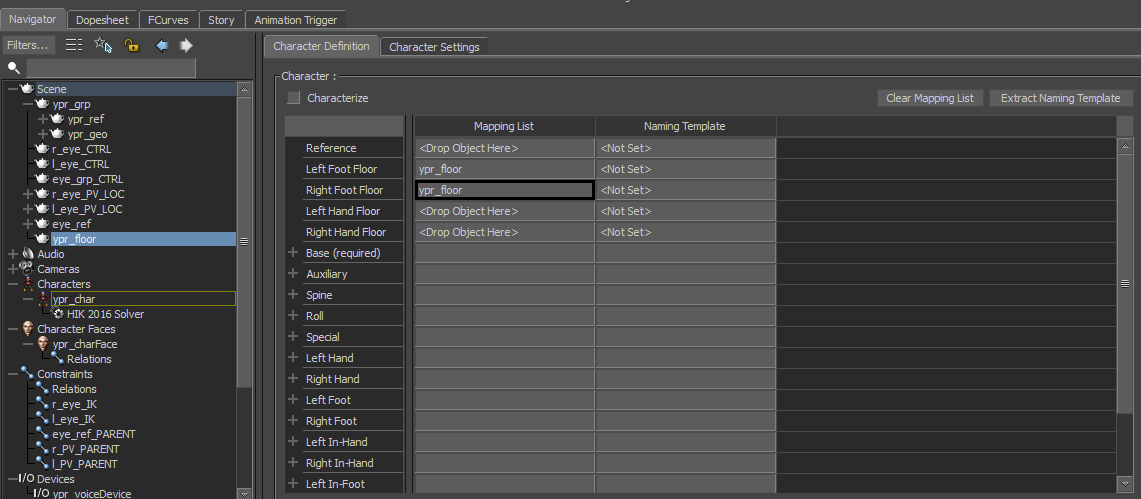 Navigator Dopesheet FCurves Story Animation Trigger
Filters...
Scene
ypr_grp
ypr_ref
ypr_geo
r_eye_CTRL
l_eye_CTRL
eye_grp_CTRL
r_eye_PV_LOC
l_eye_PV_LOC
eye_ref
ypr_floor
Audio
Cameras
Characters
ypr_char
HIK 2016 Solver
Character Faces
ypr_charFace
Relations
Constraints
Relations
r_eye_IK
l_eye_IK
eye_ref_PARENT
r_PV_PARENT
l_PV_PARENT
I/O Devices
I/O ypr_voiceDevice
Character Definition Character Settings
Character :
Characterize Clear Mapping List Extract Naming Template
Mapping List Naming Template
Reference <Drop Object Here> <Not Set>
Left Foot Floor ypr_floor <Not Set>
Right Foot Floor ypr_floor <Not Set>
Left Hand Floor <Drop Object Here> <Not Set>
Right Hand Floor <Drop Object Here> <Not Set>
Base (required)
Auxiliary
Spine
Roll
Special
Left Hand
Right Hand
Left Foot
Right Foot
Left In-Hand
Right In-Hand
Left In-Foot